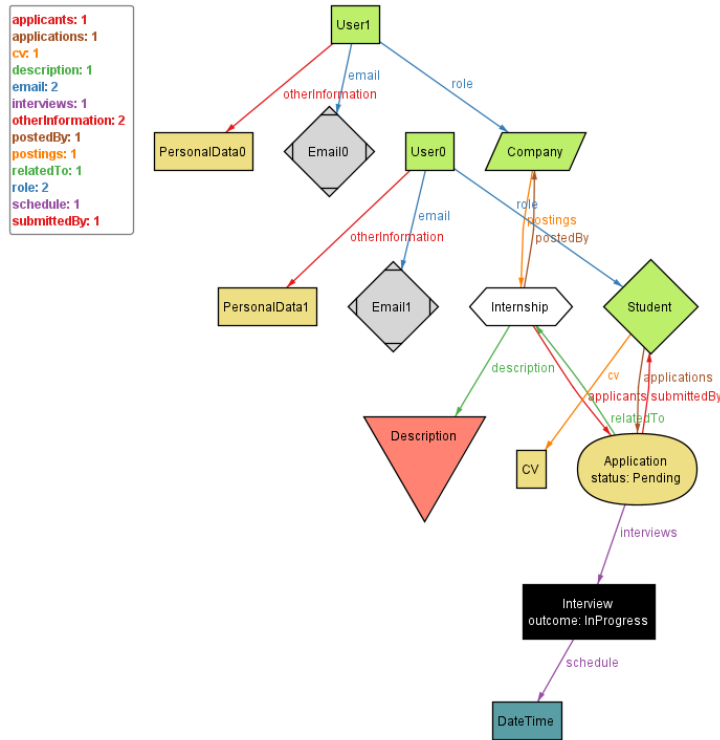 applicants: 1
applications: 1
cv: 1
description: 1
email: 2
interviews: 1
otherInformation: 2
postedBy: 1
postings: 1
relatedTo: 1
role: 2
schedule: 1
submittedBy: 1
User1
email
otherInformation
role
PersonalData0
Email0
User0
Company
role
postings
email
otherInformation
postedBy
PersonalData1
Email1
Internship
Student
description
cv
applications
applicants
submittedBy
relatedTo
Description
CV
Application
status: Pending
interviews
Interview
outcome: InProgress
schedule
DateTime